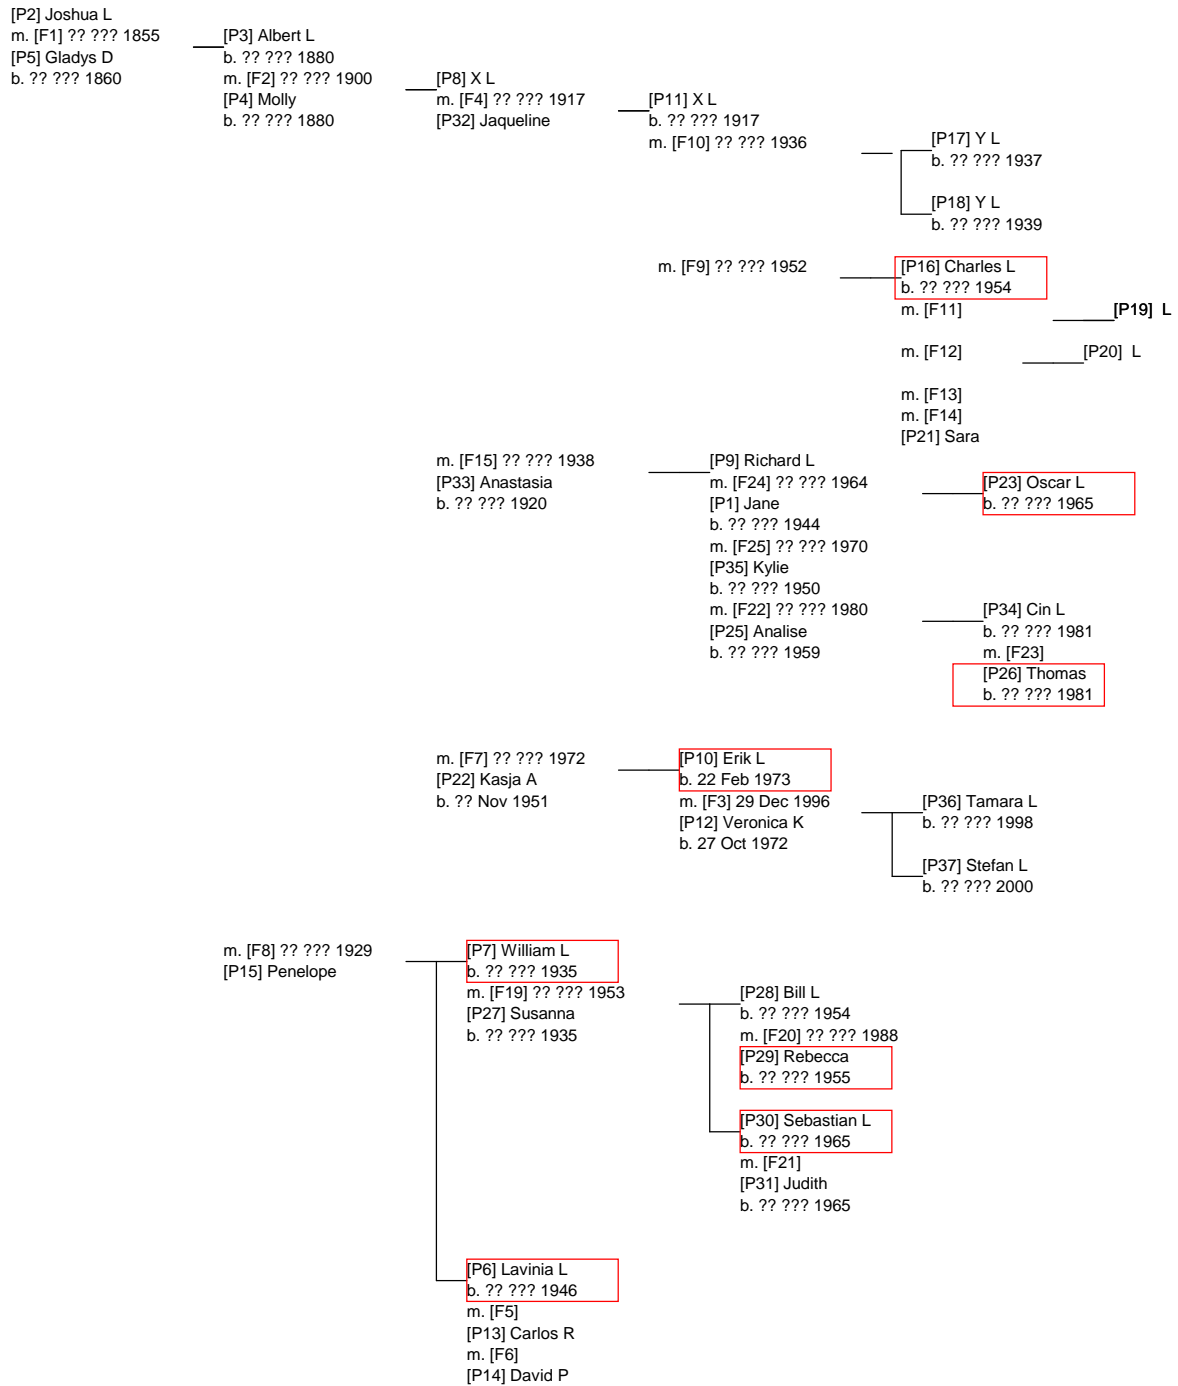 [P2] Joshua L
m. [F1] ?? ??? 1855
[P5] Gladys D
b. ?? ??? 1860
[P3] Albert L
b. ?? ??? 1880
m. [F2] ?? ??? 1900
[P4] Molly
b. ?? ??? 1880
[P8] X L
m. [F4] ?? ??? 1917
[P32] Jaqueline
[P11] X L
b. ?? ??? 1917
m. [F10] ?? ??? 1936
[P17] Y L
b. ?? ??? 1937
[P18] Y L
b. ?? ??? 1939
m. [F9] ?? ??? 1952
[P16] Charles L
b. ?? ??? 1954
m. [F11]
[P19] L
m. [F12]
[P20] L
m. [F13]
m. [F14]
[P21] Sara
m. [F15] ?? ??? 1938
[P33] Anastasia
b. ?? ??? 1920
[P9] Richard L
m. [F24] ?? ??? 1964
[P1] Jane
b. ?? ??? 1944
m. [F25] ?? ??? 1970
[P35] Kylie
b. ?? ??? 1950
m. [F22] ?? ??? 1980
[P25] Analise
b. ?? ??? 1959
[P23] Oscar L
b. ?? ??? 1965
[P34] Cin L
b. ?? ??? 1981
m. [F23]
[P26] Thomas
b. ?? ??? 1981
m. [F7] ?? ??? 1972
[P22] Kasja A
b. ?? Nov 1951
[P10] Erik L
b. 22 Feb 1973
m. [F3] 29 Dec 1996
[P12] Veronica K
b. 27 Oct 1972
[P36] Tamara L
b. ?? ??? 1998
[P37] Stefan L
b. ?? ??? 2000
m. [F8] ?? ??? 1929
[P15] Penelope
[P7] William L
b. ?? ??? 1935
m. [F19] ?? ??? 1953
[P27] Susanna
b. ?? ??? 1935
[P28] Bill L
b. ?? ??? 1954
m. [F20] ?? ??? 1988
[P29] Rebecca
b. ?? ??? 1955
[P30] Sebastian L
b. ?? ??? 1965
m. [F21]
[P31] Judith
b. ?? ??? 1965
[P6] Lavinia L
b. ?? ??? 1946
m. [F5]
[P13] Carlos R
m. [F6]
[P14] David P